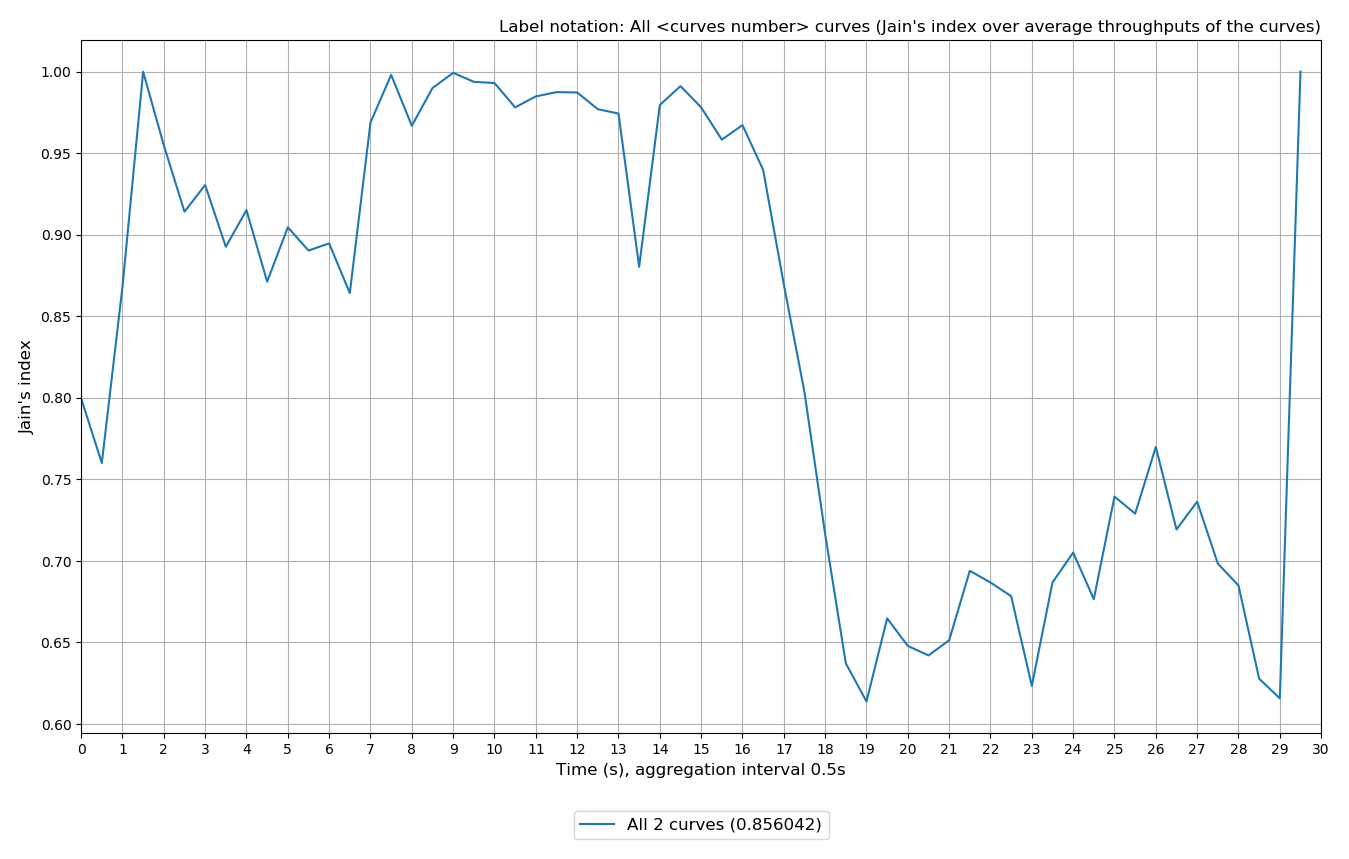 Label notation: All <curves number> curves (Jain's index over average throughputs of the curves)
1.00
0.95
0.90
0.85
0.80
0.75
0.70
0.65
0.60
Jain's index
0 1 2 3 4 5 6 7 8 9 10 11 12 13 14 15 16 17 18 19 20 21 22 23 24 25 26 27 28 29 30
Time (s), aggregation interval 0.5s
All 2 curves (0.856042)